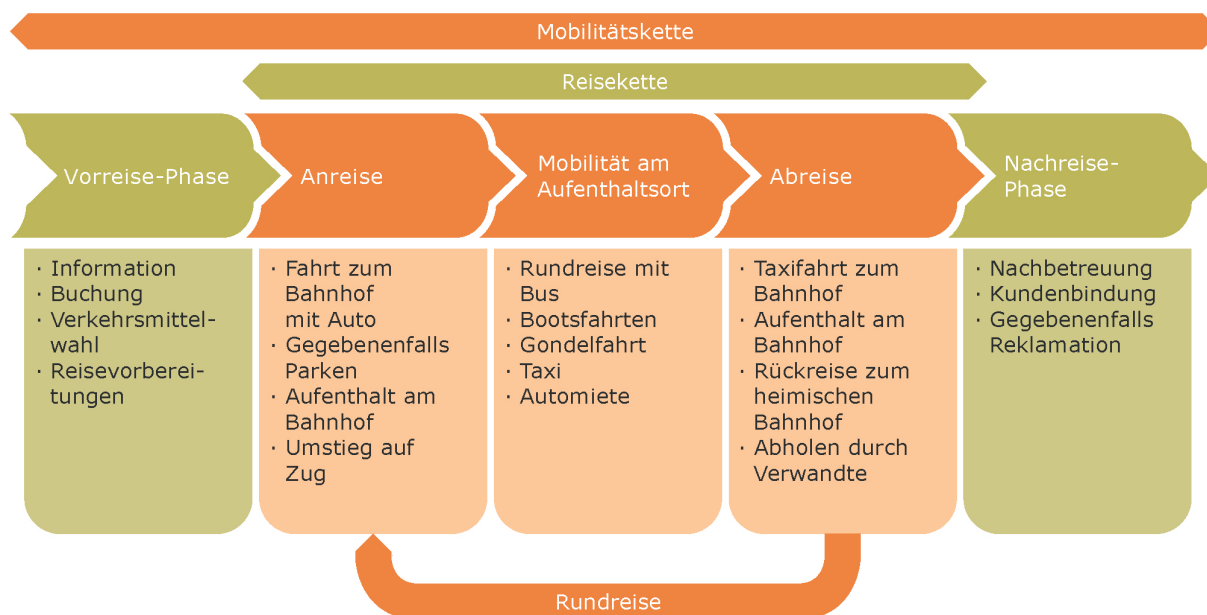 Mobilitätskette
Reisekette
Vorreise-Phase
Anreise
Mobilität am
Aufenthaltsort
Abreise
Nachreise-
Phase
· Information
· Buchung
· Verkehrsmittel-
wahl
· Reisevorberei-
tungen
· Fahrt zum
Bahnhof
mit Auto
· Gegebenenfalls
Parken
· Aufenthalt am
Bahnhof
· Umstieg auf
Zug
· Rundreise mit
Bus
· Bootsfahrten
· Gondelfahrt
· Taxi
· Automiete
· Taxifahrt zum
Bahnhof
· Aufenthalt am
Bahnhof
· Rückreise zum
heimischen
Bahnhof
· Abholen durch
Verwandte
· Nachbetreuung
· Kundenbindung
· Gegebenenfalls
Reklamation
Rundreise